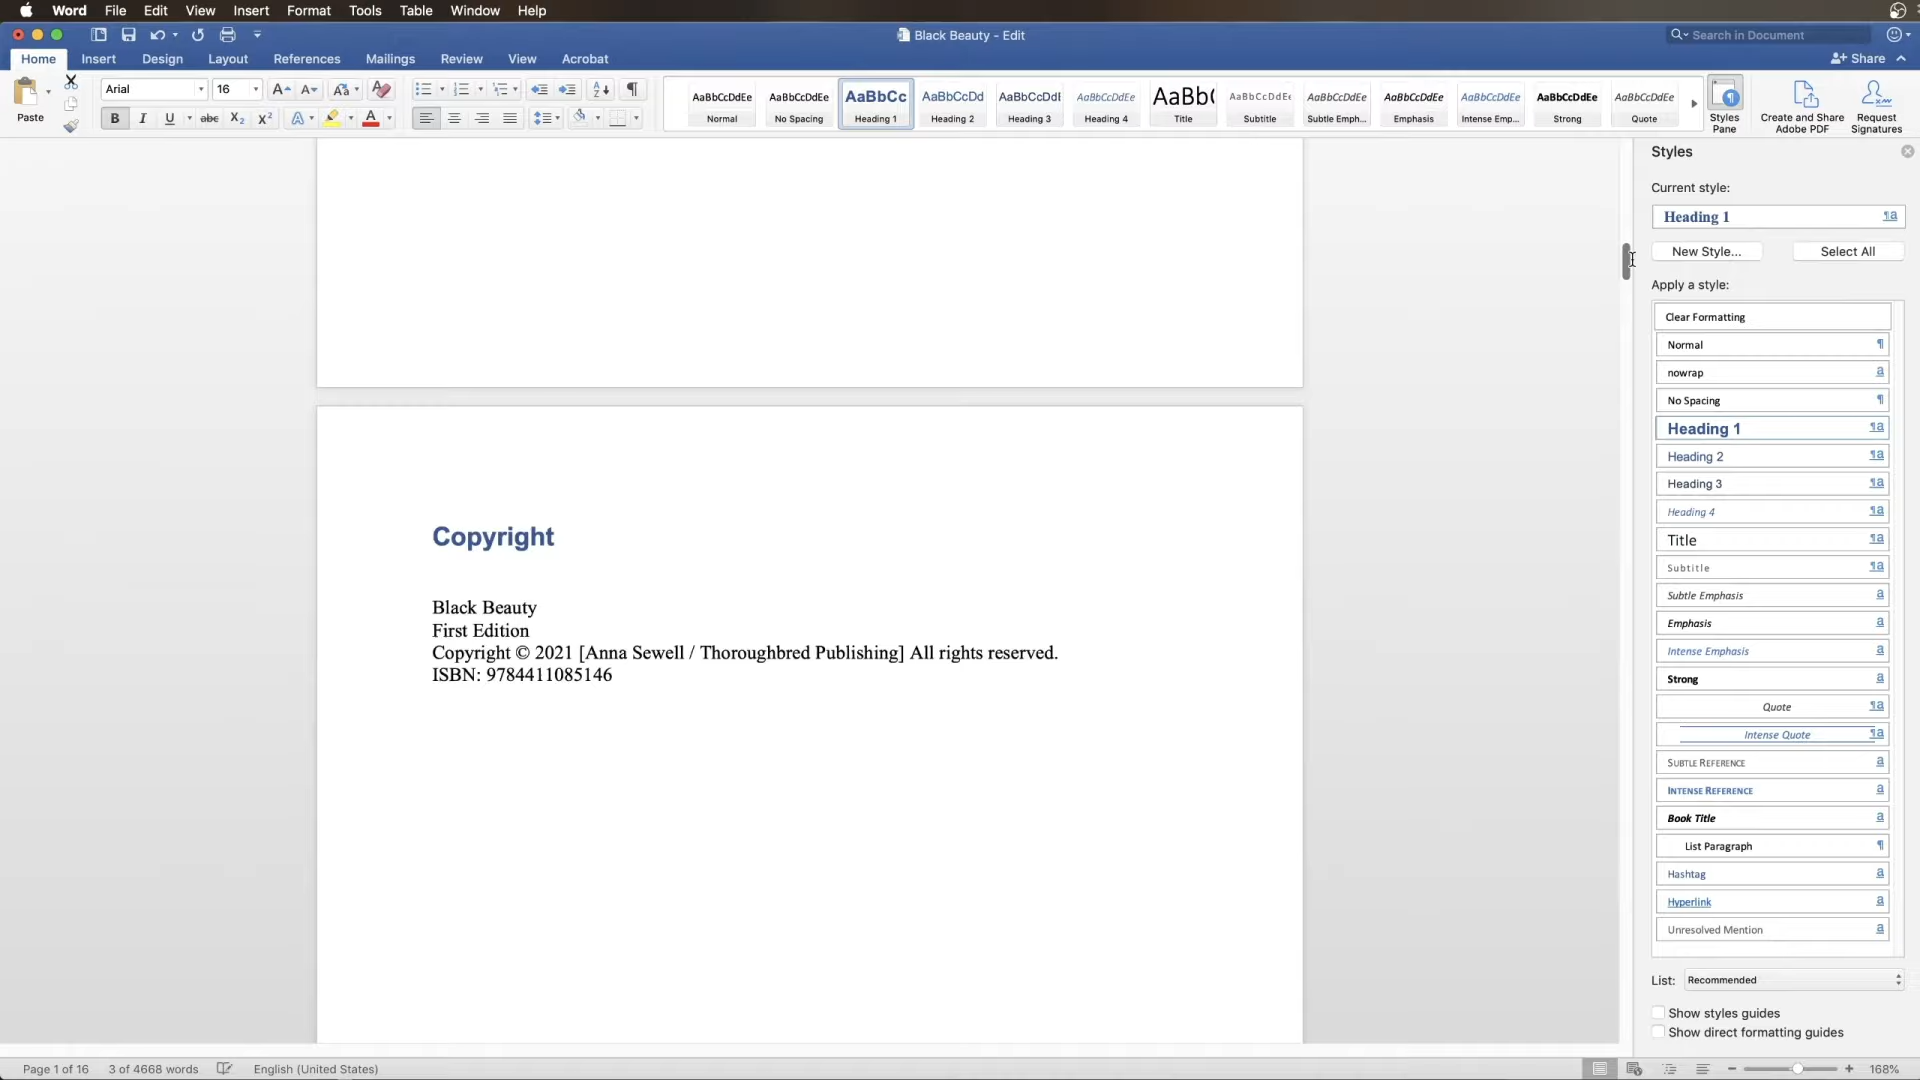 Word File Edit View Insert Format Tools Table Window Help
Black Beauty - Edit
Search in Document
Home Insert Design Layout References Mailings Review View Acrobat
Share
Paste
Arial 16
AaBbCcDdEe Normal
AaBbCcDdEe No Spacing
AaBbCc Heading 1
AaBbCcDd Heading 2
AaBbCcDdE Heading 3
AaBbCcDdEe Heading 4
AaBb( Title
AaBbCcDdEe Subtitle
AaBbCcDdEe Subtle Emph...
AaBbCcDdEe Emphasis
AaBbCcDdEe Intense Emp...
AaBbCcDdEe Strong
AaBbCcDdEe Quote
Styles Pane
Create and Share Adobe PDF
Request Signatures
Copyright
Black Beauty
First Edition
Copyright © 2021 [Anna Sewell / Thoroughbred Publishing] All rights reserved.
ISBN: 9784411085146
Styles
Current style:
Heading 1
New Style... Select All
Apply a style:
Clear Formatting
Normal
nowrap
No Spacing
Heading 1
Heading 2
Heading 3
Heading 4
Title
Subtitle
Subtle Emphasis
Emphasis
Intense Emphasis
Strong
Quote
Intense Quote
SUBTLE REFERENCE
INTENSE REFERENCE
Book Title
List Paragraph
Hashtag
Hyperlink
Unresolved Mention
List: Recommended
Show styles guides
Show direct formatting guides
Page 1 of 16 3 of 4668 words English (United States) 168%